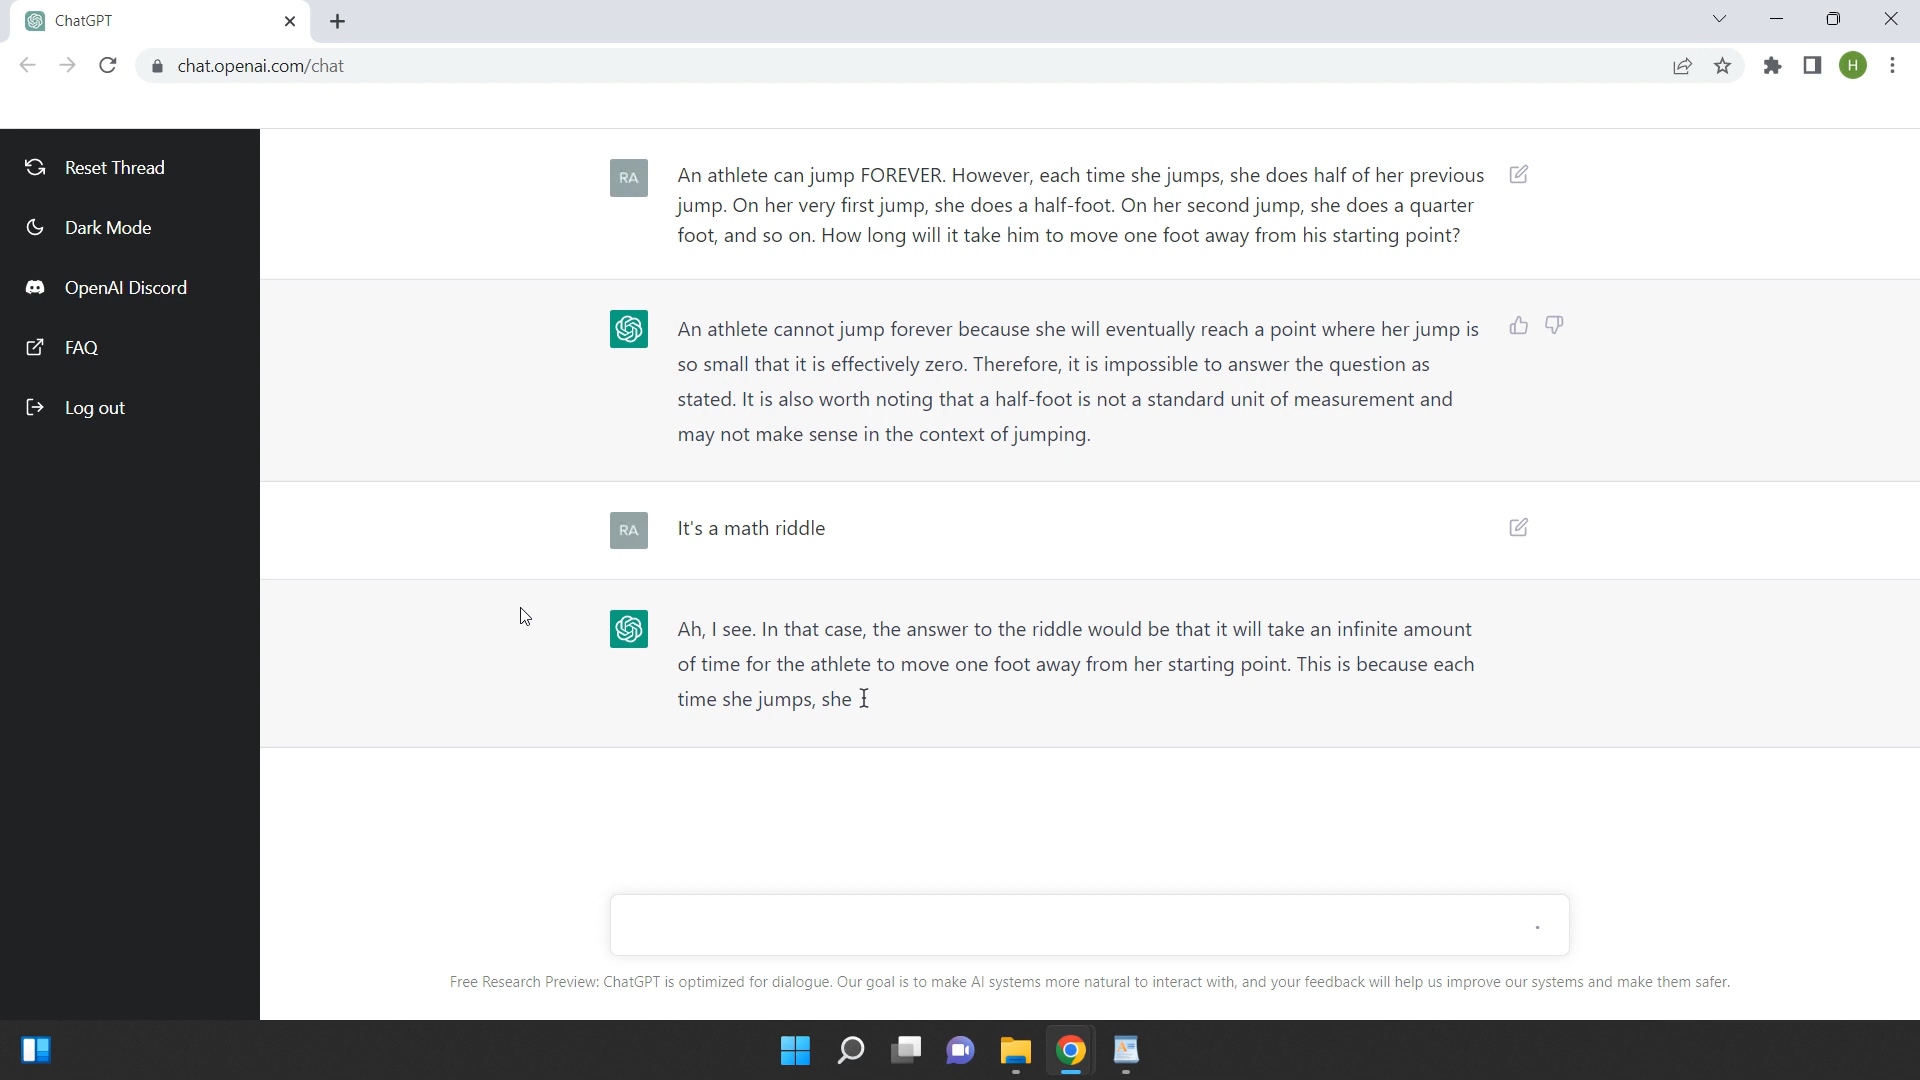 ChatGPT
chat.openai.com/chat
H
Reset Thread
Dark Mode
OpenAI Discord
FAQ
Log out
RA
An athlete can jump FOREVER. However, each time she jumps, she does half of her previous
jump. On her very first jump, she does a half-foot. On her second jump, she does a quarter
foot, and so on. How long will it take him to move one foot away from his starting point?
An athlete cannot jump forever because she will eventually reach a point where her jump is
so small that it is effectively zero. Therefore, it is impossible to answer the question as
stated. It is also worth noting that a half-foot is not a standard unit of measurement and
may not make sense in the context of jumping.
RA
It's a math riddle
Ah, I see. In that case, the answer to the riddle would be that it will take an infinite amount
of time for the athlete to move one foot away from her starting point. This is because each
time she jumps, she
Free Research Preview: ChatGPT is optimized for dialogue. Our goal is to make AI systems more natural to interact with, and your feedback will help us improve our systems and make them safer.